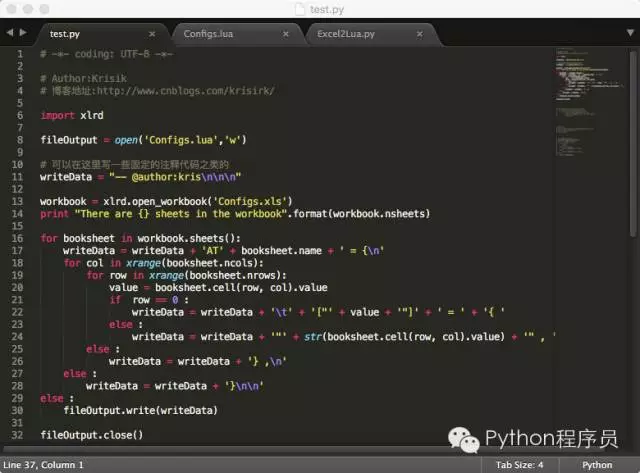 test.py
test.py
Configs.lua
Excel2Lua.py
1 # -*- coding: UTF-8 -*-
2
3 # Author:Krisik
4 # 博客地址:http://www.cnblogs.com/krisirk/
5
6 import xlrd
7
8 fileOutput = open('Configs.lua','w')
9
10 # 可以在这里写一些固定的注释代码之类的
11 writeData = "-- @author:kris\n\n\n"
12
13 workbook = xlrd.open_workbook('Configs.xls')
14 print "There are {} sheets in the workbook".format(workbook.nsheets)
15
16 for booksheet in workbook.sheets():
17     writeData = writeData + 'AT' + booksheet.name + ' = {\n'
18     for col in xrange(booksheet.ncols):
19         for row in xrange(booksheet.nrows):
20             value = booksheet.cell(row, col).value
21             if  row == 0 :
22                 writeData = writeData + '\t' + '["' + value + '"]' + ' = ' + '{ '
23             else :
24                 writeData = writeData + '"' + str(booksheet.cell(row, col).value) + '" , '
25         else :
26             writeData = writeData + '} ,\n'
27     else :
28         writeData = writeData + '}\n\n'
29 else :
30     fileOutput.write(writeData)
31
32 fileOutput.close()
Python程序员
Line 37, Column 1
Tab Size: 4
Python